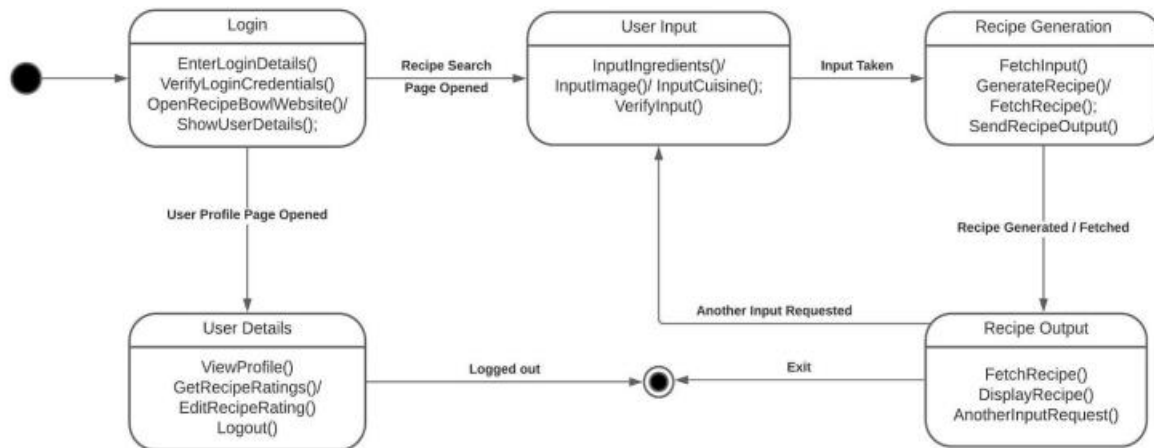 Login
EnterLoginDetails()
VerifyLoginCredentials()
OpenRecipeBowlWebsite()/
ShowUserDetails();
Recipe Search
Page Opened
User Input
InputIngredients()/
InputImage()/ InputCuisine();
VerifyInput()
Input Taken
Recipe Generation
FetchInput()
GenerateRecipe()/
FetchRecipe();
SendRecipeOutput()
User Profile Page Opened
Recipe Generated / Fetched
Another Input Requested
User Details
ViewProfile()
GetRecipeRatings()/
EditRecipeRating()
Logout()
Logged out
Exit
Recipe Output
FetchRecipe()
DisplayRecipe()
AnotherInputRequest()